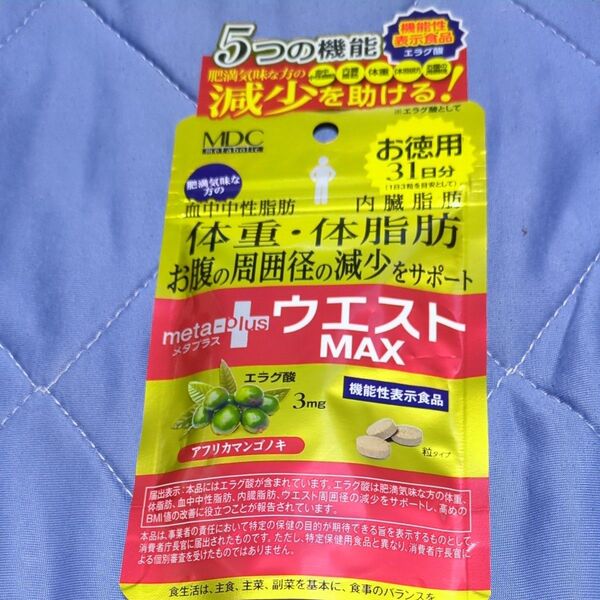 5つの機能
機能性
表示食品
エラグ酸
肥満気味な方の
内臓脂肪 体重
減少を助ける!
※エラグ酸として
MDC
metabolic
お徳用
31日分
(1日3粒を目安として)
肥満気味な
方の
血中中性脂肪 内臓脂肪
体重・体脂肪
お腹の周囲径の減少をサポート
meta-plus
メタプラス
ウエスト
MAX
エラグ酸
3mg
機能性表示食品
アフリカマンゴノキ
粒タイプ
届出表示:本品にはエラグ酸が含まれています。エラグ酸は肥満気味な方の体重、
体脂肪、血中中性脂肪、内臓脂肪、ウエスト周囲径の減少をサポートし、高めの
BMI値の改善に役立つことが報告されています。
本品は、事業者の責任において特定の保健の目的が期待できる旨を表示するものとして、
消費者庁長官に届出されたものです。ただし、特定保健用食品と異なり、消費者庁長官に
よる個別審査を受けたものではありません。
食生活は、主食、主菜、副菜を基本に、食事のバランスを